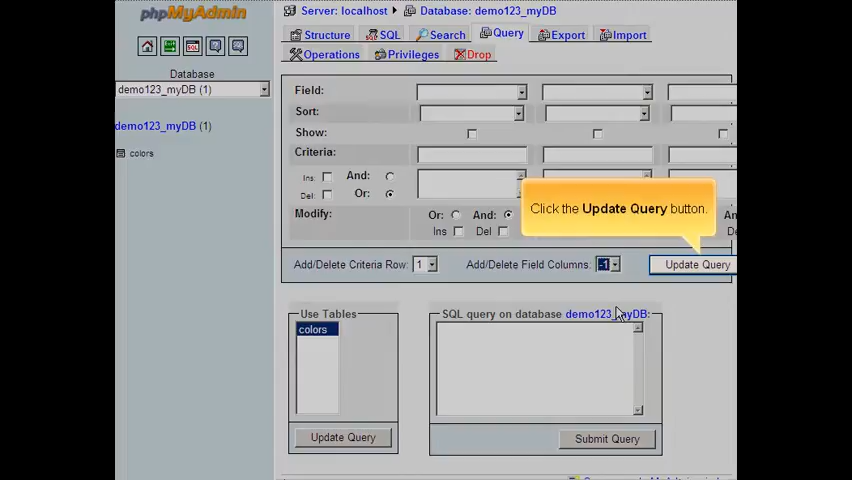 phpMyAdmin
Server: localhost Database: demo123_myDB
Structure SQL Search Query Export Import
Operations Privileges Drop
Database
demo123_myDB (1)
demo123_myDB (1)
colors
Field:
Sort:
Show:
Criteria:
Ins: And:
Del: Or:
Modify: Or: And:
Ins Del
Click the Update Query button.
Add/Delete Criteria Row: 1 Add/Delete Field Columns: -1 Update Query
Use Tables
colors
Update Query
SQL query on database demo123_myDB:
Submit Query